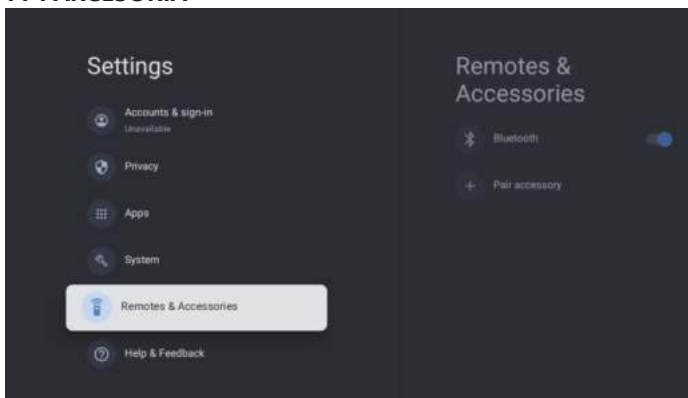 Settings
Accounts & sign-in
Unavailable
Privacy
Apps
System
Remotes & Accessories
Help & Feedback
Remotes &
Accessories
Bluetooth
Pair accessory